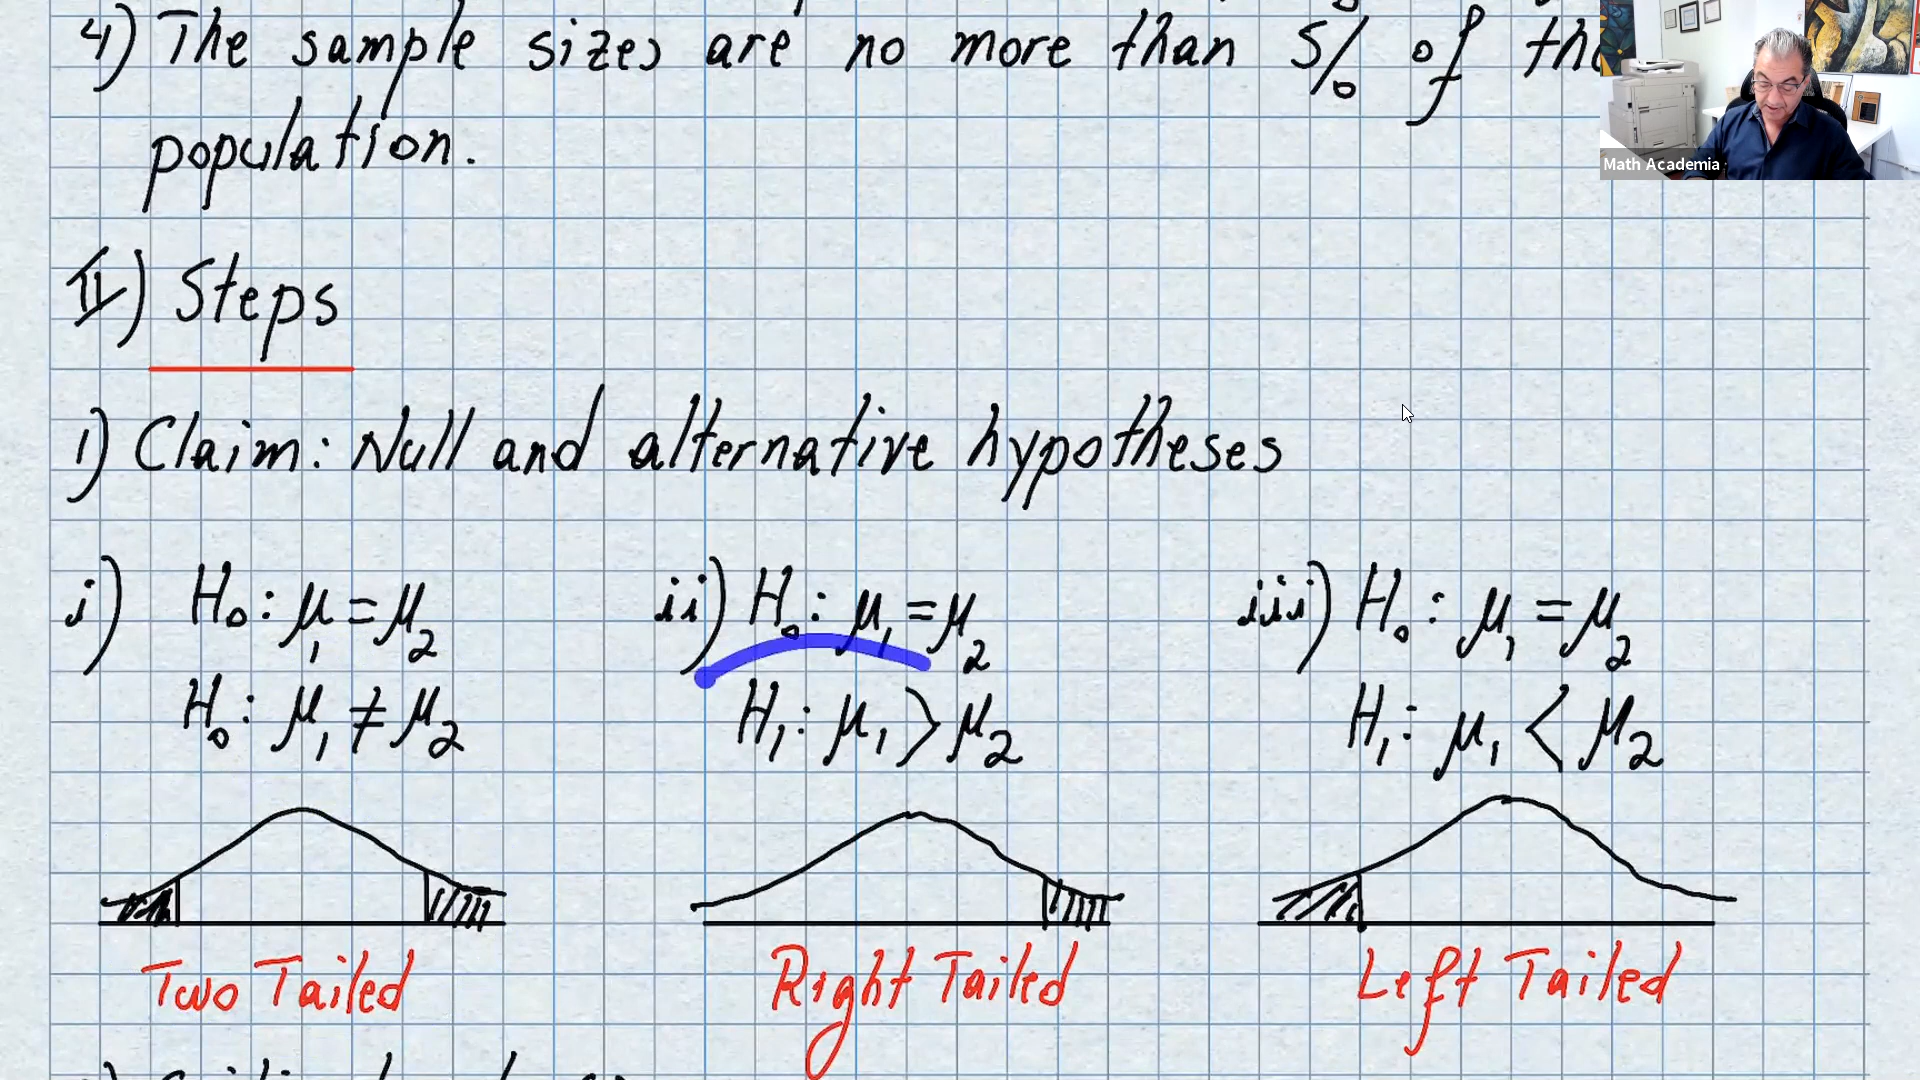 4) The sample sizes are no more than 5% of the
population.
Math Academia
II) Steps
1) Claim: Null and alternative hypotheses
i) H₀: μ₁ = μ₂
H₀: μ₁ ≠ μ₂
ii) H₀: μ₁ = μ₂
H₁: μ₁ > μ₂
iii) H₀: μ₁ = μ₂
H₁: μ₁ < μ₂
Two Tailed
Right Tailed
Left Tailed